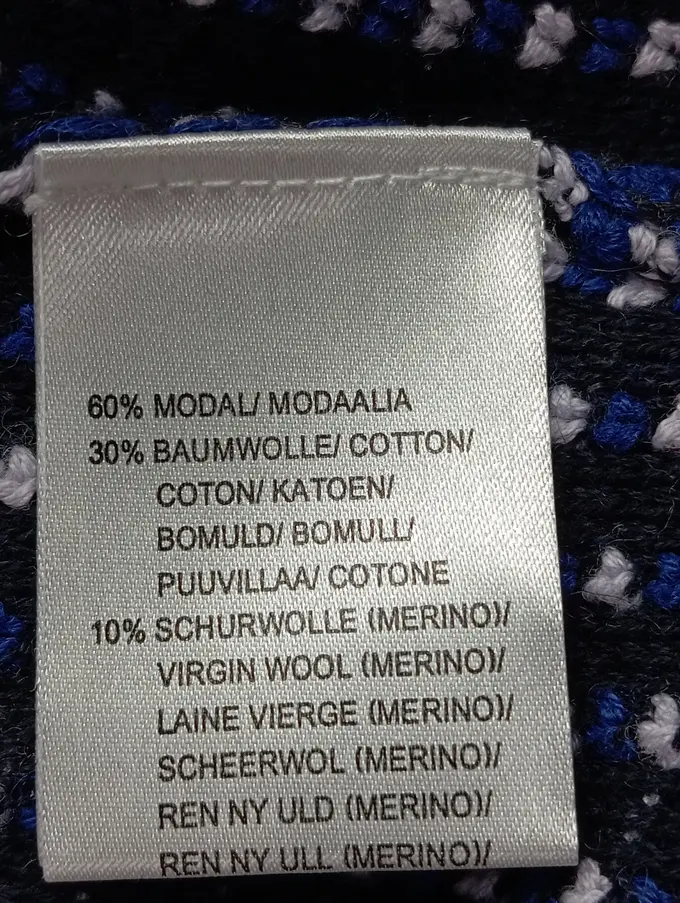 60% MODAL/ MODAALIA
30% BAUMWOLLE/ COTTON/
COTON/ KATOEN/
BOMULD/ BOMULL/
PUUVILLAA/ COTONE
10% SCHURWOLLE (MERINO)/
VIRGIN WOOL (MERINO)/
LAINE VIERGE (MERINO)/
SCHEERWOL (MERINO)/
REN NY ULD (MERINO)/
REN NY ULL (MERINO)/